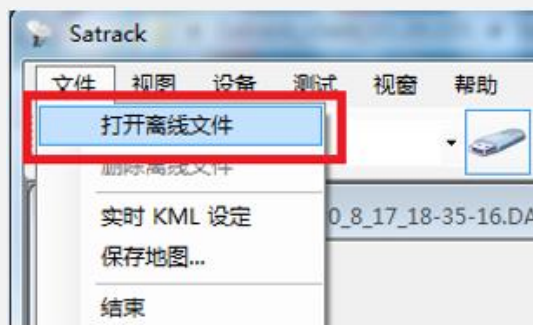 Satrack
文件 视图 设备 测试 视窗 帮助
打开离线文件
删除离线文件
实时 KML 设定
0_8_17_18-35-16.DA
保存地图...
结束